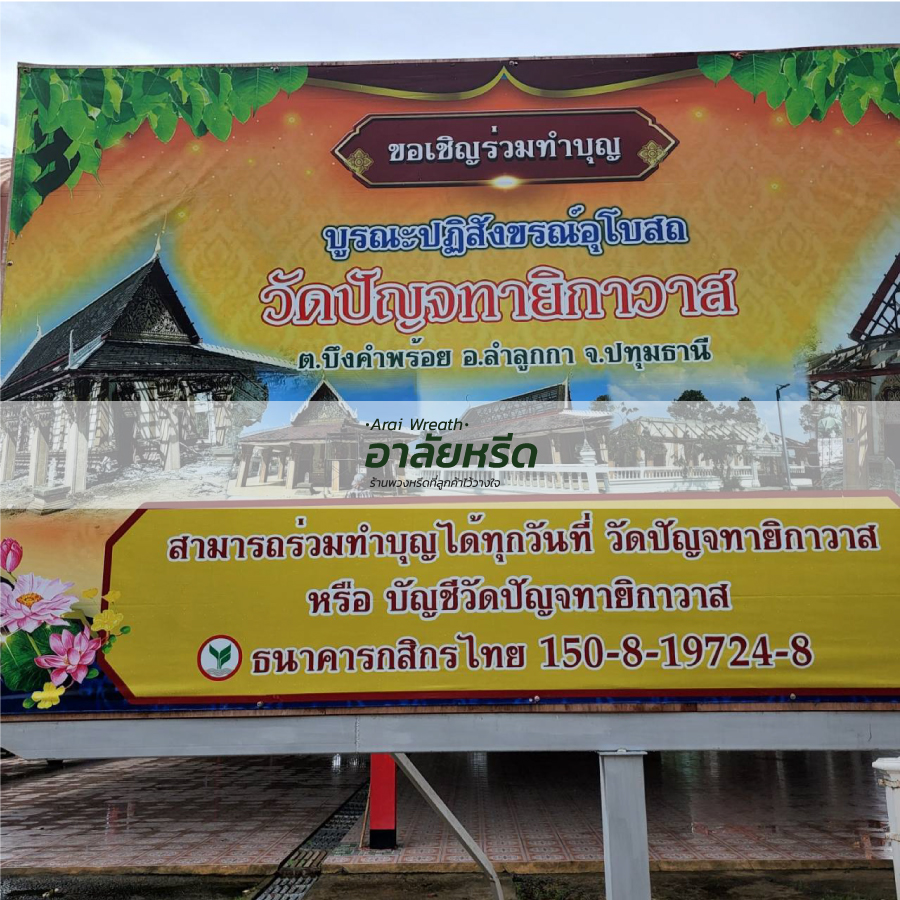 ขอเชิญร่วมทำบุญ
บูรณะปฏิสังขรณ์อุโบสถ
วัดปัญจทายิกาวาส
ต.บึงคำพร้อย อ.ลำลูกกา จ.ปทุมธานี
•Arai Wreath•
อาลัยหรีด
ร้านพวงหรีดที่ลูกค้าไว้วางใจ
สามารถร่วมทำบุญได้ทุกวันที่ วัดปัญจทายิกาวาส
หรือ บัญชีวัดปัญจทายิกาวาส
ธนาคารกสิกรไทย 150-8-19724-8